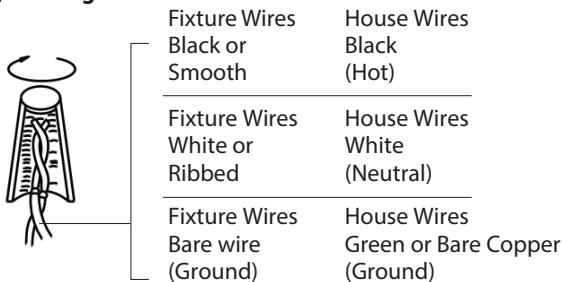 Fixture Wires House Wires
Black or Black
Smooth (Hot)
Fixture Wires House Wires
White or White
Ribbed (Neutral)
Fixture Wires House Wires
Bare wire Green or Bare Copper
(Ground) (Ground)